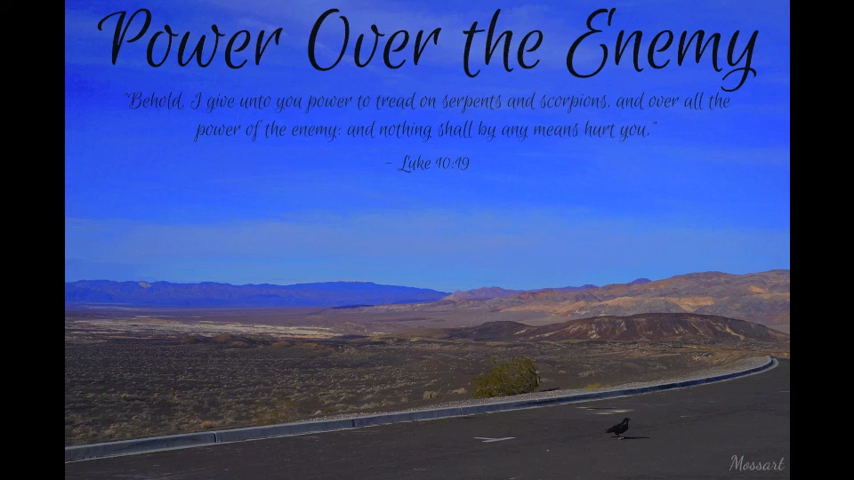 Power Over the Enemy
"Behold, I give unto you power to tread on serpents and scorpions, and over all the
power of the enemy: and nothing shall by any means hurt you."
- Luke 10:19
Mossart